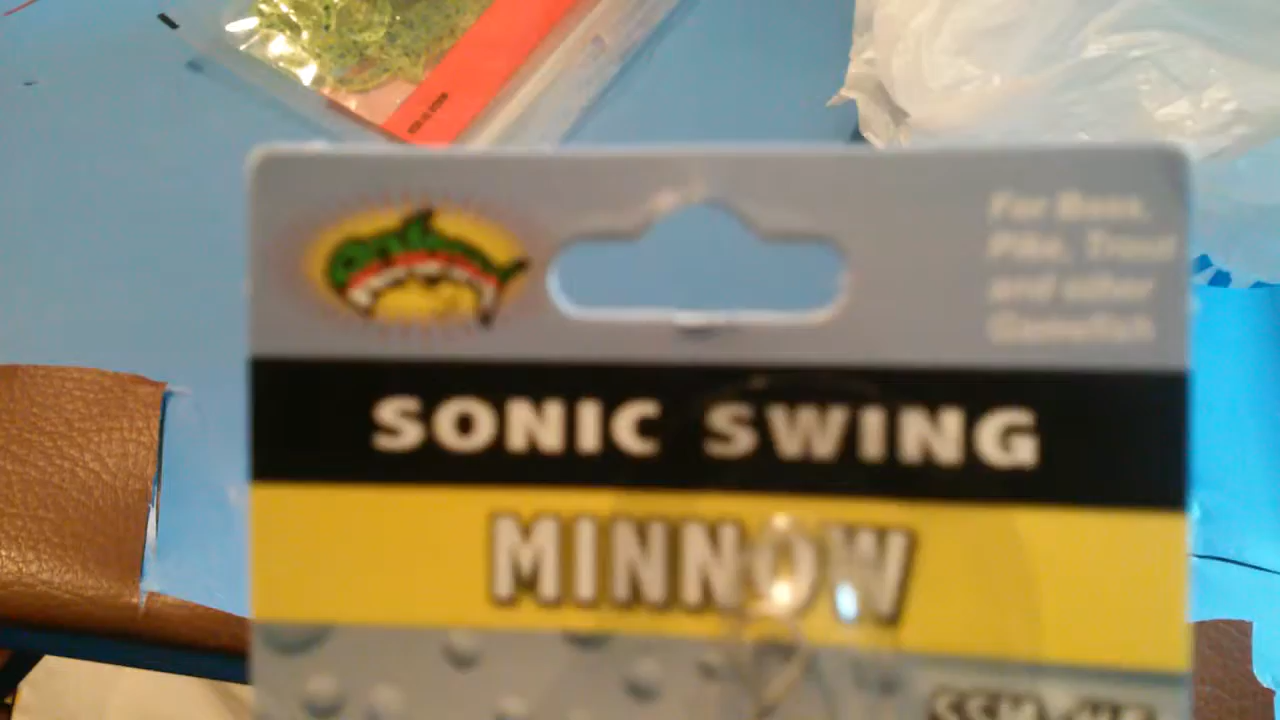 For Bass,
Pike, Trout
and other
Gamefish
SONIC SWING
MINNOW